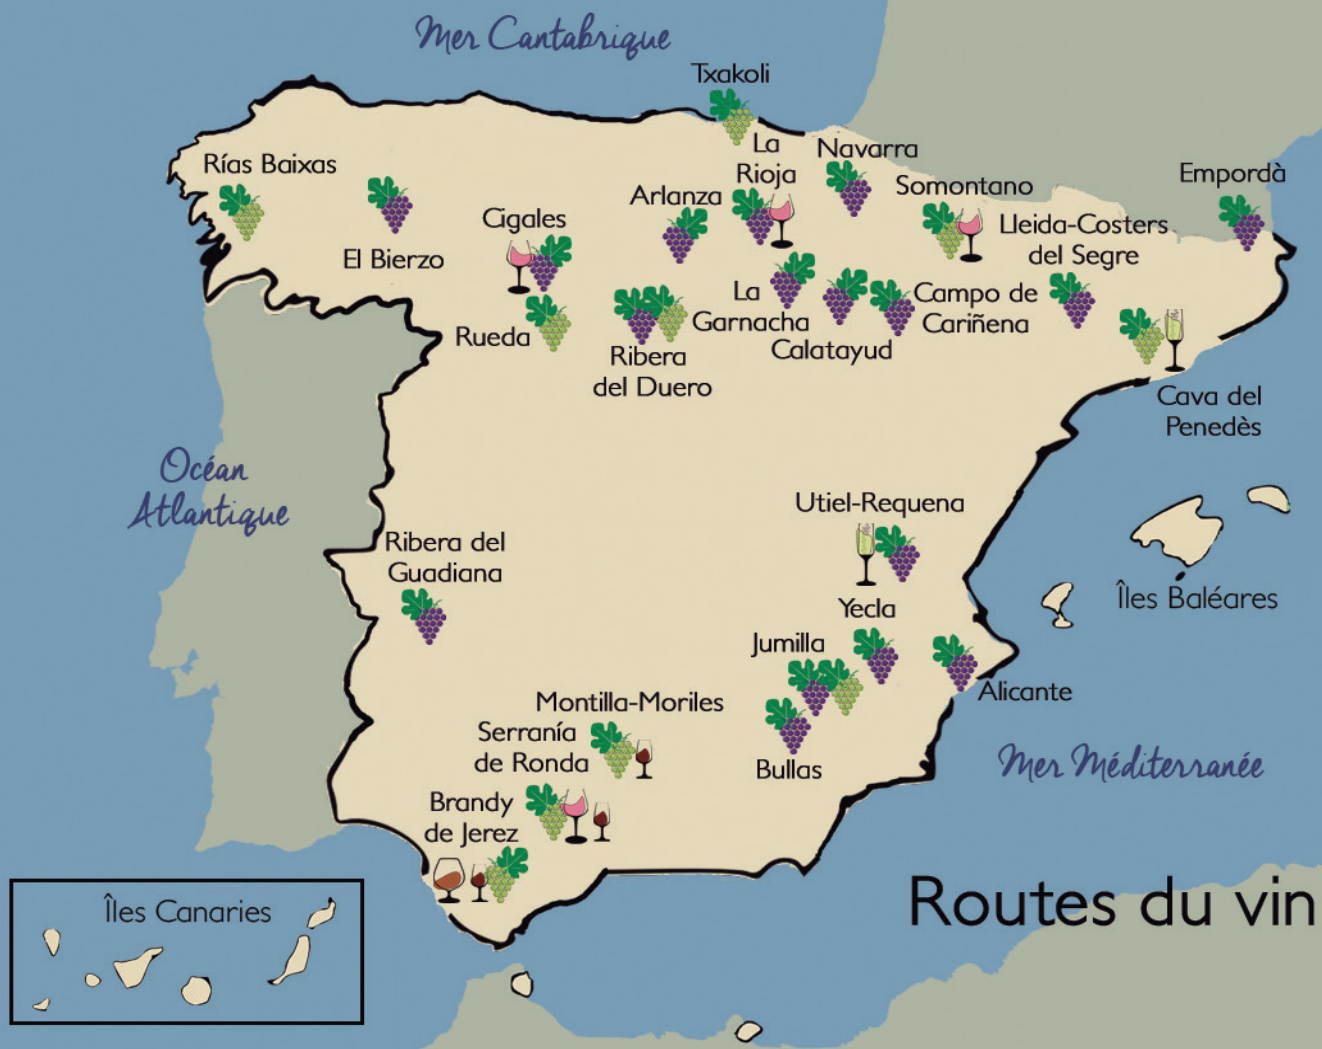 Mer Cantabrique
Txakoli
La
Rioja
Navarra
Rías Baixas
Somontano
Empordà
Arlanza
Cigales
Lleida-Costers
del Segre
El Bierzo
La
Garnacha
Campo de
Cariñena
Rueda
Calatayud
Ribera
del Duero
Cava del
Penedès
Océan
Atlantique
Utiel-Requena
Ribera del
Guadiana
Îles Baléares
Yecla
Jumilla
Alicante
Montilla-Moriles
Serranía
de Ronda
Bullas
Mer Méditerranée
Brandy
de Jerez
Îles Canaries
Routes du vin